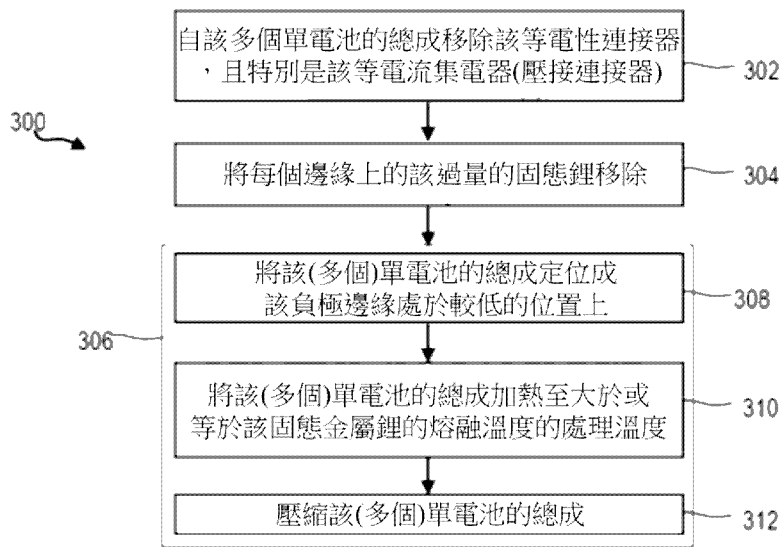 自該多個單電池的總成移除該等電性連接器
，且特別是該等電流集電器(壓接連接器)
302
300
將每個邊緣上的該過量的固態鋰移除
304
將該(多個)單電池的總成定位成
該負極邊緣處於較低的位置上
308
306
將該(多個)單電池的總成加熱至大於或
等於該固態金屬鋰的熔融溫度的處理溫度
310
壓縮該(多個)單電池的總成
312